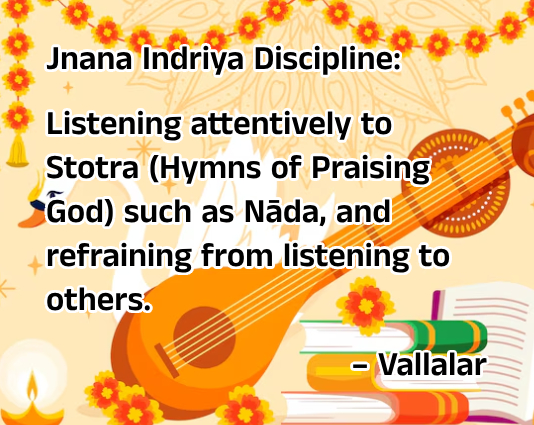 Jnana Indriya Discipline:
Listening attentively to
Stotra (Hymns of Praising
God) such as Nāda, and
refraining from listening to
others.
– Vallalar